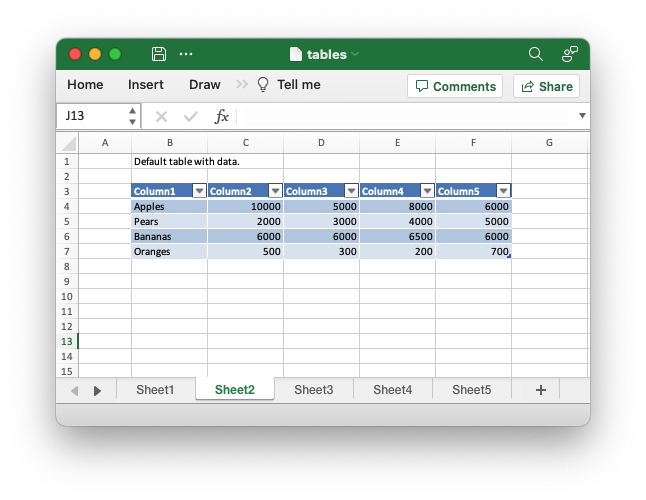 tables
Home Insert Draw Tell me Comments Share
J13 fx
A B C D E F G
1 Default table with data.
2
3 Column1 Column2 Column3 Column4 Column5
4 Apples 10000 5000 8000 6000
5 Pears 2000 3000 4000 5000
6 Bananas 6000 6000 6500 6000
7 Oranges 500 300 200 700
8
9
10
11
12
13
14
15
Sheet1 Sheet2 Sheet3 Sheet4 Sheet5 +